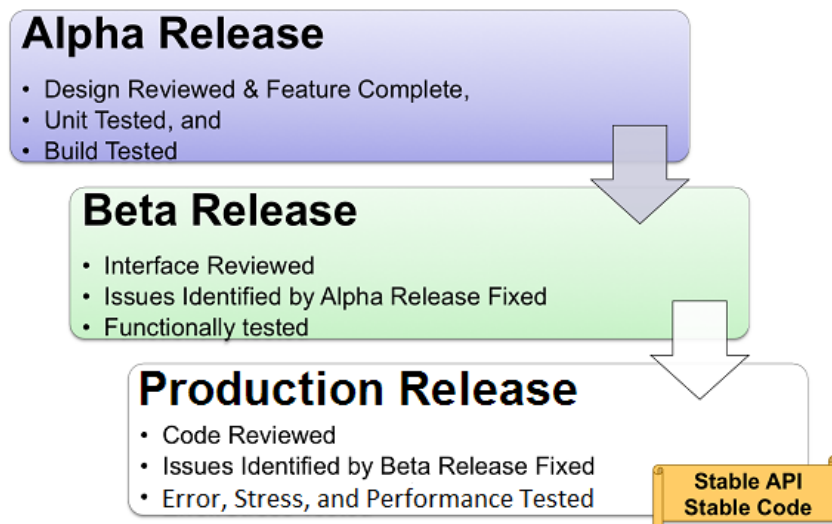 Alpha Release
• Design Reviewed & Feature Complete,
• Unit Tested, and
• Build Tested
Beta Release
• Interface Reviewed
• Issues Identified by Alpha Release Fixed
• Functionally tested
Production Release
• Code Reviewed
• Issues Identified by Beta Release Fixed
• Error, Stress, and Performance Tested
Stable API
Stable Code